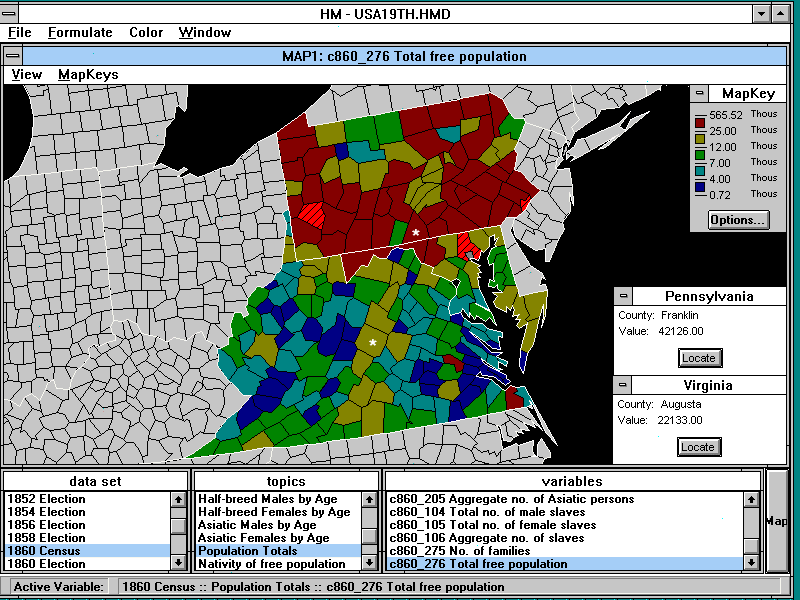 HM - USA19TH.HMD
File Formulate Color Window
MAP1: c860_276 Total free population
View MapKeys
MapKey
565.52 Thous
25.00 Thous
12.00 Thous
7.00 Thous
4.00 Thous
0.72 Thous
Options...
*
*
Pennsylvania
County: Franklin
Value: 42126.00
Locate
Virginia
County: Augusta
Value: 22133.00
Locate
data set
1852 Election
1854 Election
1856 Election
1858 Election
1860 Census
1860 Election
topics
Half-breed Males by Age
Half-breed Females by Age
Asiatic Males by Age
Asiatic Females by Age
Population Totals
Nativity of free population
variables
c860_205 Aggregate no. of Asiatic persons
c860_104 Total no. of male slaves
c860_105 Total no. of female slaves
c860_106 Aggregate no. of slaves
c860_275 No. of families
c860_276 Total free population
Map
Active Variable: 1860 Census :: Population Totals :: c860_276 Total free population